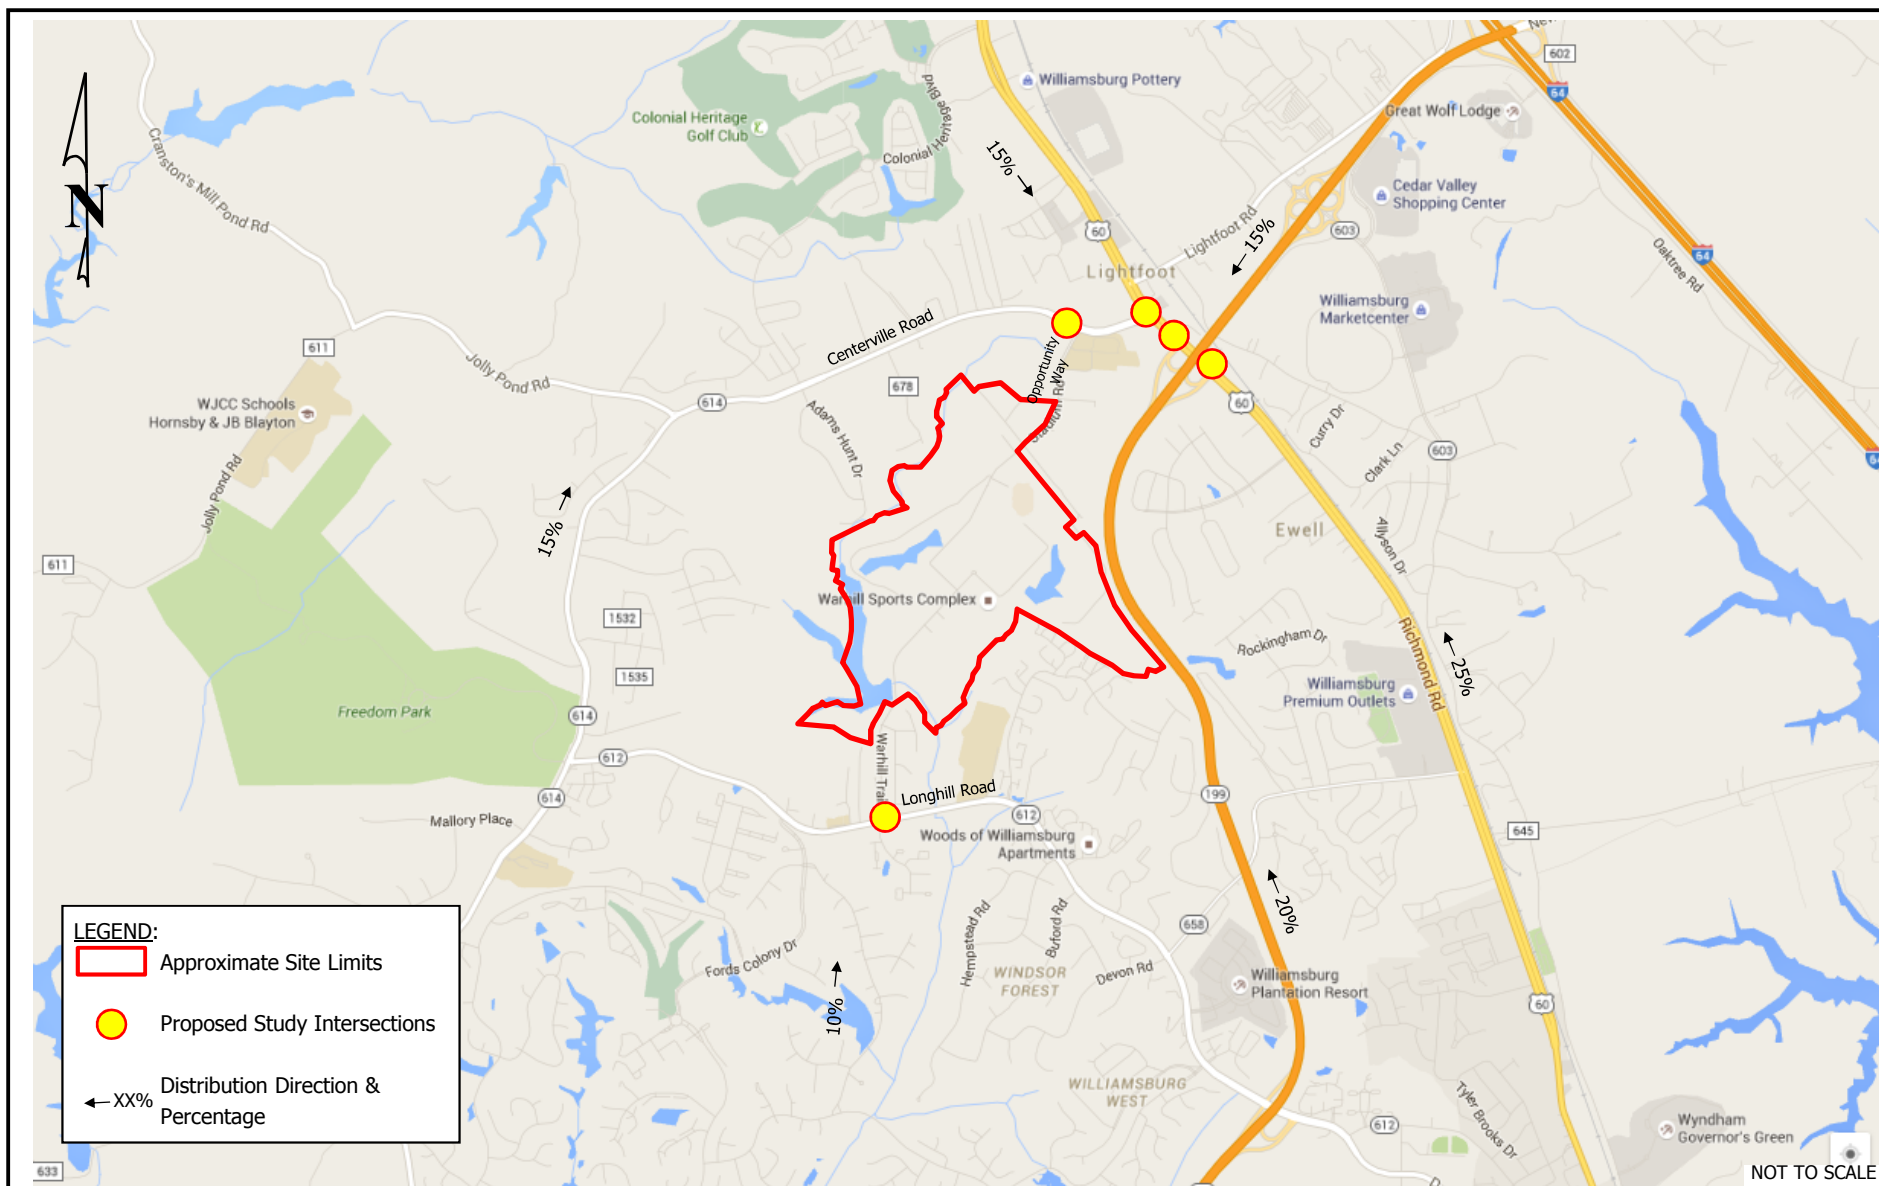 New
602
64
Williamsburg Pottery
Great Wolf Lodge
Colonial Heritage
Golf Club
Colonial Heritage Blvd
Colonial Heritage
N
Cranston's Mill Pond Rd
15%
Cedar Valley
Shopping Center
60
Lightfoot Rd
603
15%
Lightfoot
64
Oaktree Rd
Williamsburg
Marketcenter
Centerville Road
611
Jolly Pond Rd
Opportunity
Way
Stadium Rd
678
614
60
WJCC Schools
Hornsby & JB Blayton
Adams Hunt Dr
Curry Dr
Clark Ln
603
64
Jolly Pond Rd
15%
Ewell
Allyson Dr
611
Warhill Sports Complex
1532
Rockingham Dr
Richmond Rd
25%
1535
Williamsburg
Premium Outlets
Freedom Park
614
Warhill Trail
612
614
Longhill Road
199
612
Mallory Place
Woods of Williamsburg
Apartments
645
20%
658
Hempstead Rd
Buford Rd
Fords Colony Dr
WINDSOR
FOREST
Devon Rd
Williamsburg
Plantation Resort
60
10%
WILLIAMSBURG
WEST
Tyler Brooks Dr
612
Wyndham
Governor's Green
LEGEND:
Approximate Site Limits
Proposed Study Intersections
XX%
Distribution Direction &
Percentage
633
D
NOT TO SCALE